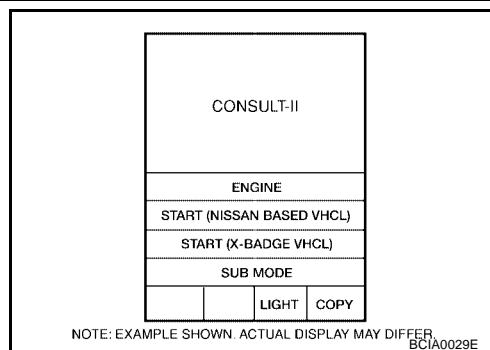 CONSULT-II
ENGINE
START (NISSAN BASED VHCL)
START (X-BADGE VHCL)
SUB MODE
LIGHT COPY
NOTE: EXAMPLE SHOWN. ACTUAL DISPLAY MAY DIFFER.
BCIA0029E